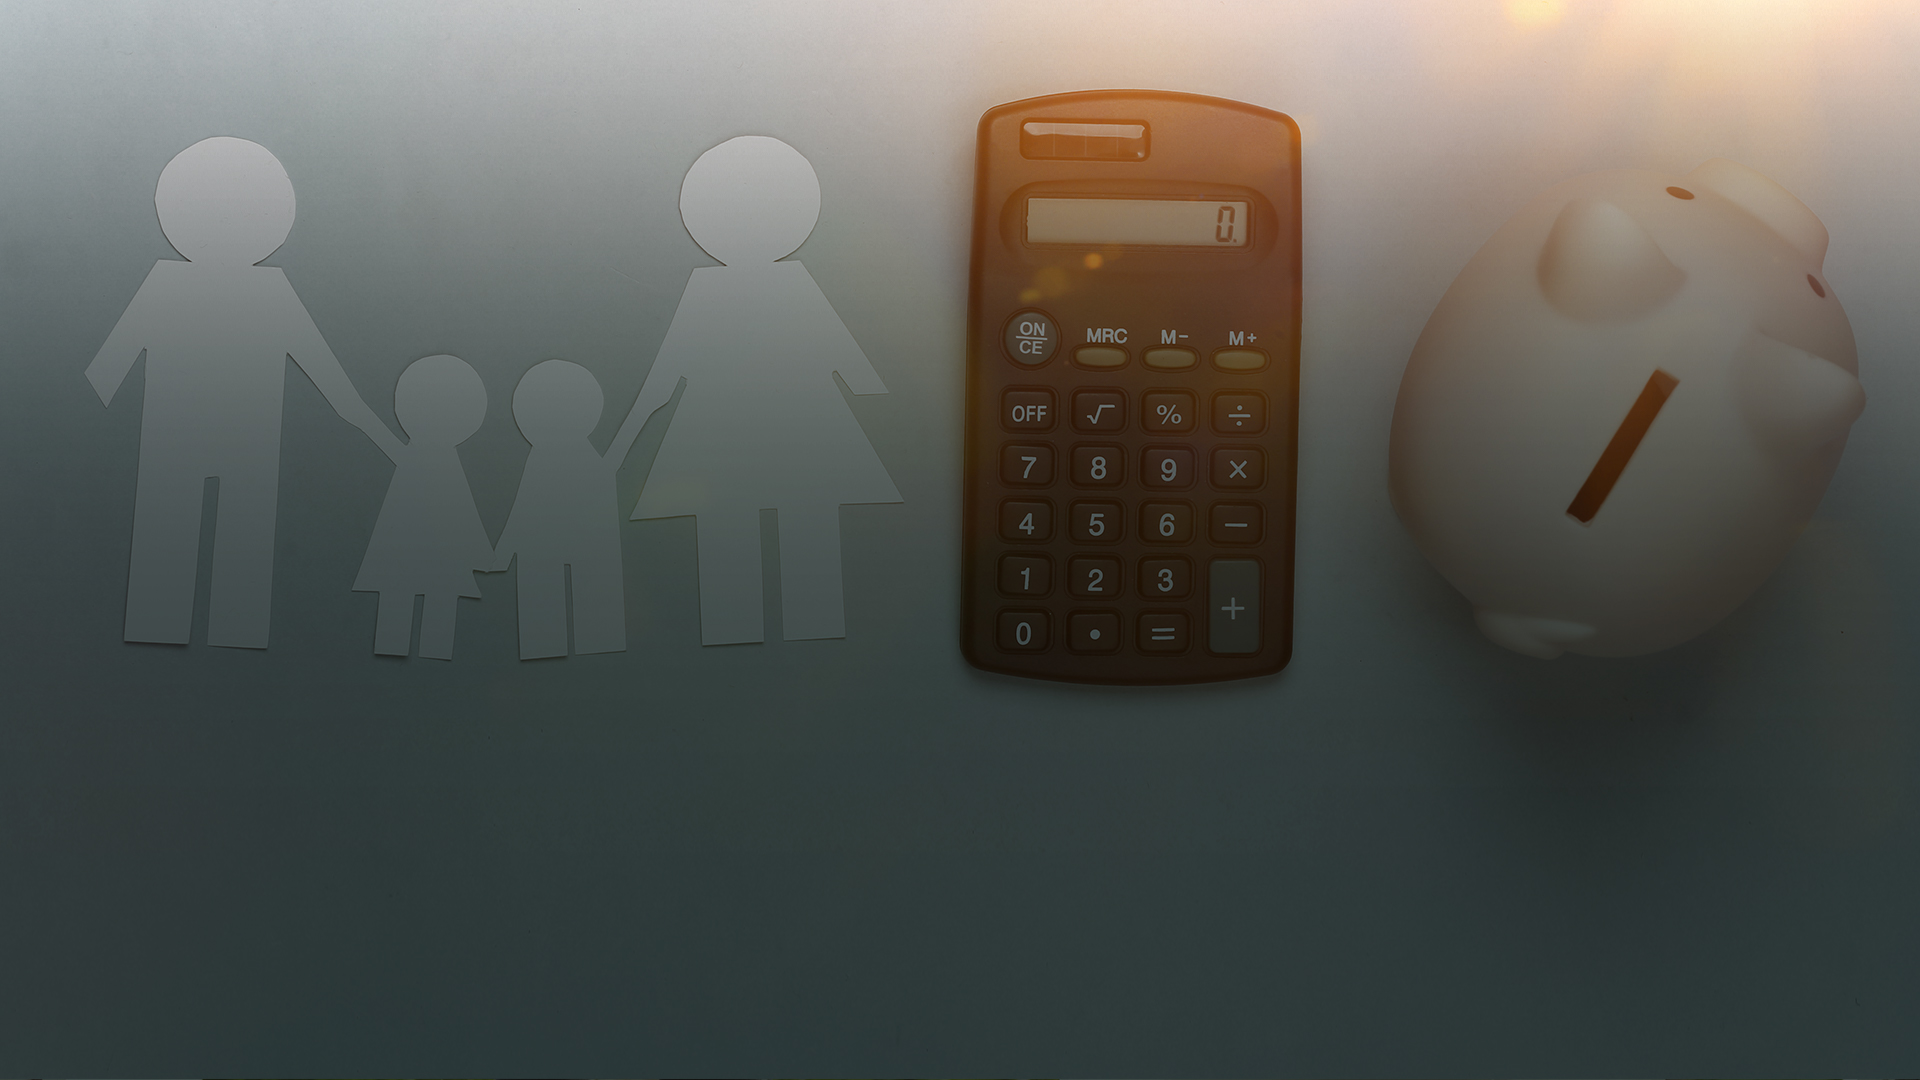 0.
ON
CE
MRC M- M+
OFF √ % ÷
7 8 9 ×
4 5 6 −
1 2 3 +
0 . =